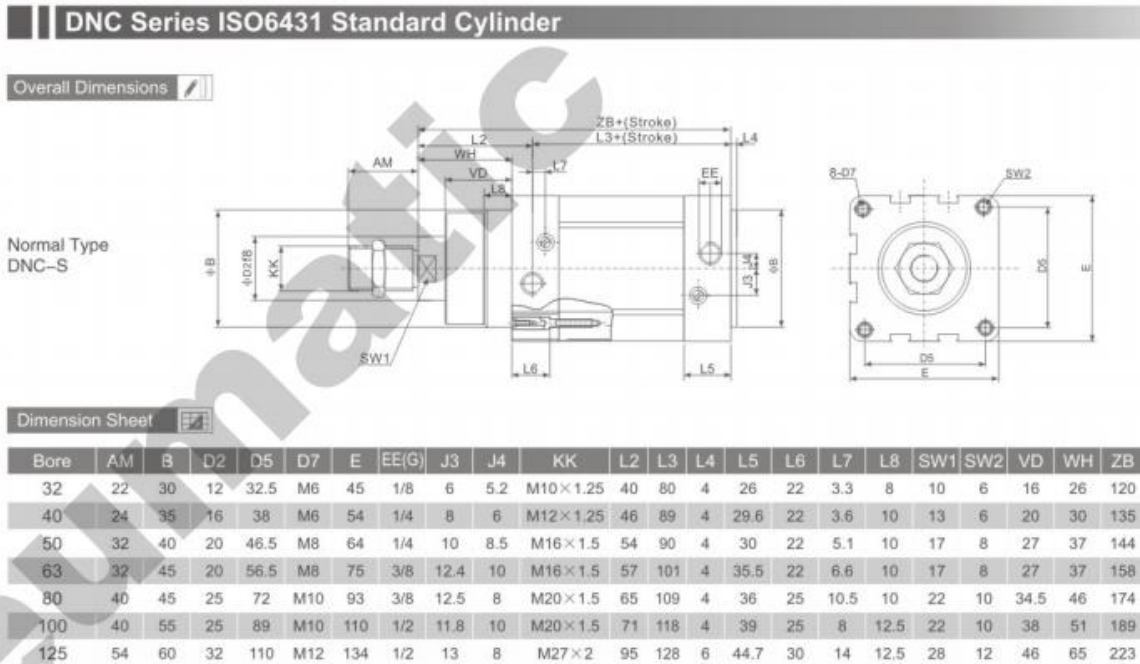 DNC Series ISO6431 Standard Cylinder
Overall Dimensions
ZB+(Stroke)
L2 L3+(Stroke) L4
WH
AM L7
VD EE
L8
8-D7 SW2
Normal Type
DNC-S
ΦB ΦD2f8 KK J4 J3 ΦB D5 E
SW1
L6 L5
D5
E
Dimension Sheet
Bore AM B D2 D5 D7 E EE(G) J3 J4 KK L2 L3 L4 L5 L6 L7 L8 SW1 SW2 VD WH ZB
32 22 30 12 32.5 M6 45 1/8 6 5.2 M10×1.25 40 80 4 26 22 3.3 8 10 6 16 26 120
40 24 35 16 38 M6 54 1/4 8 6 M12×1.25 46 89 4 29.6 22 3.6 10 13 6 20 30 135
50 32 40 20 46.5 M8 64 1/4 10 8.5 M16×1.5 54 90 4 30 22 5.1 10 17 8 27 37 144
63 32 45 20 56.5 M8 75 3/8 12.4 10 M16×1.5 57 101 4 35.5 22 6.6 10 17 8 27 37 158
80 40 45 25 72 M10 93 3/8 12.5 8 M20×1.5 65 109 4 36 25 10.5 10 22 10 34.5 46 174
100 40 55 25 89 M10 110 1/2 11.8 10 M20×1.5 71 118 4 39 25 8 12.5 22 10 38 51 189
125 54 60 32 110 M12 134 1/2 13 8 M27×2 95 128 6 44.7 30 14 12.5 28 12 46 65 223
umatic